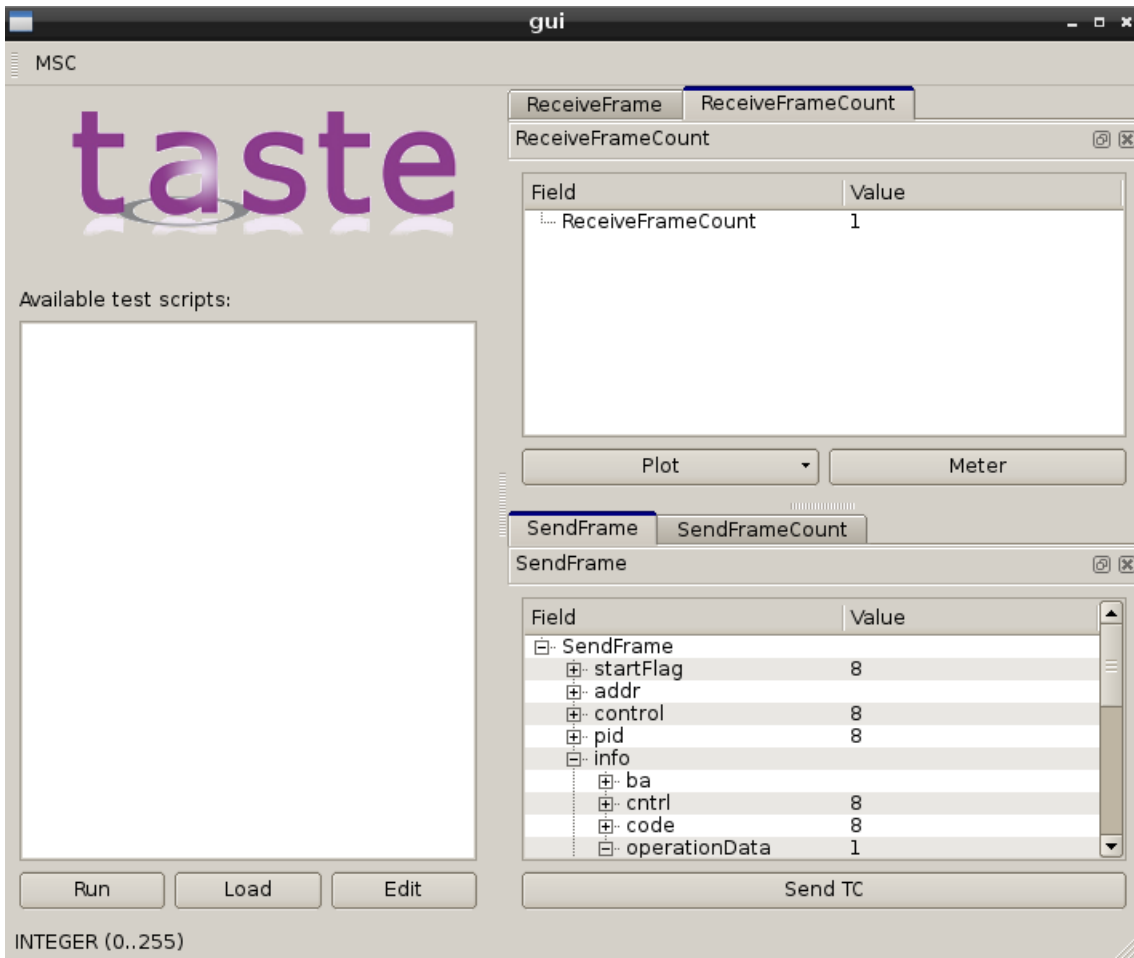 gui
MSC
taste
Available test scripts:
Run Load Edit
INTEGER (0..255)
ReceiveFrame ReceiveFrameCount
ReceiveFrameCount
Field Value
ReceiveFrameCount 1
Plot Meter
SendFrame SendFrameCount
SendFrame
Field Value
SendFrame
startFlag 8
addr
control 8
pid 8
info
ba
cntrl 8
code 8
operationData 1
Send TC